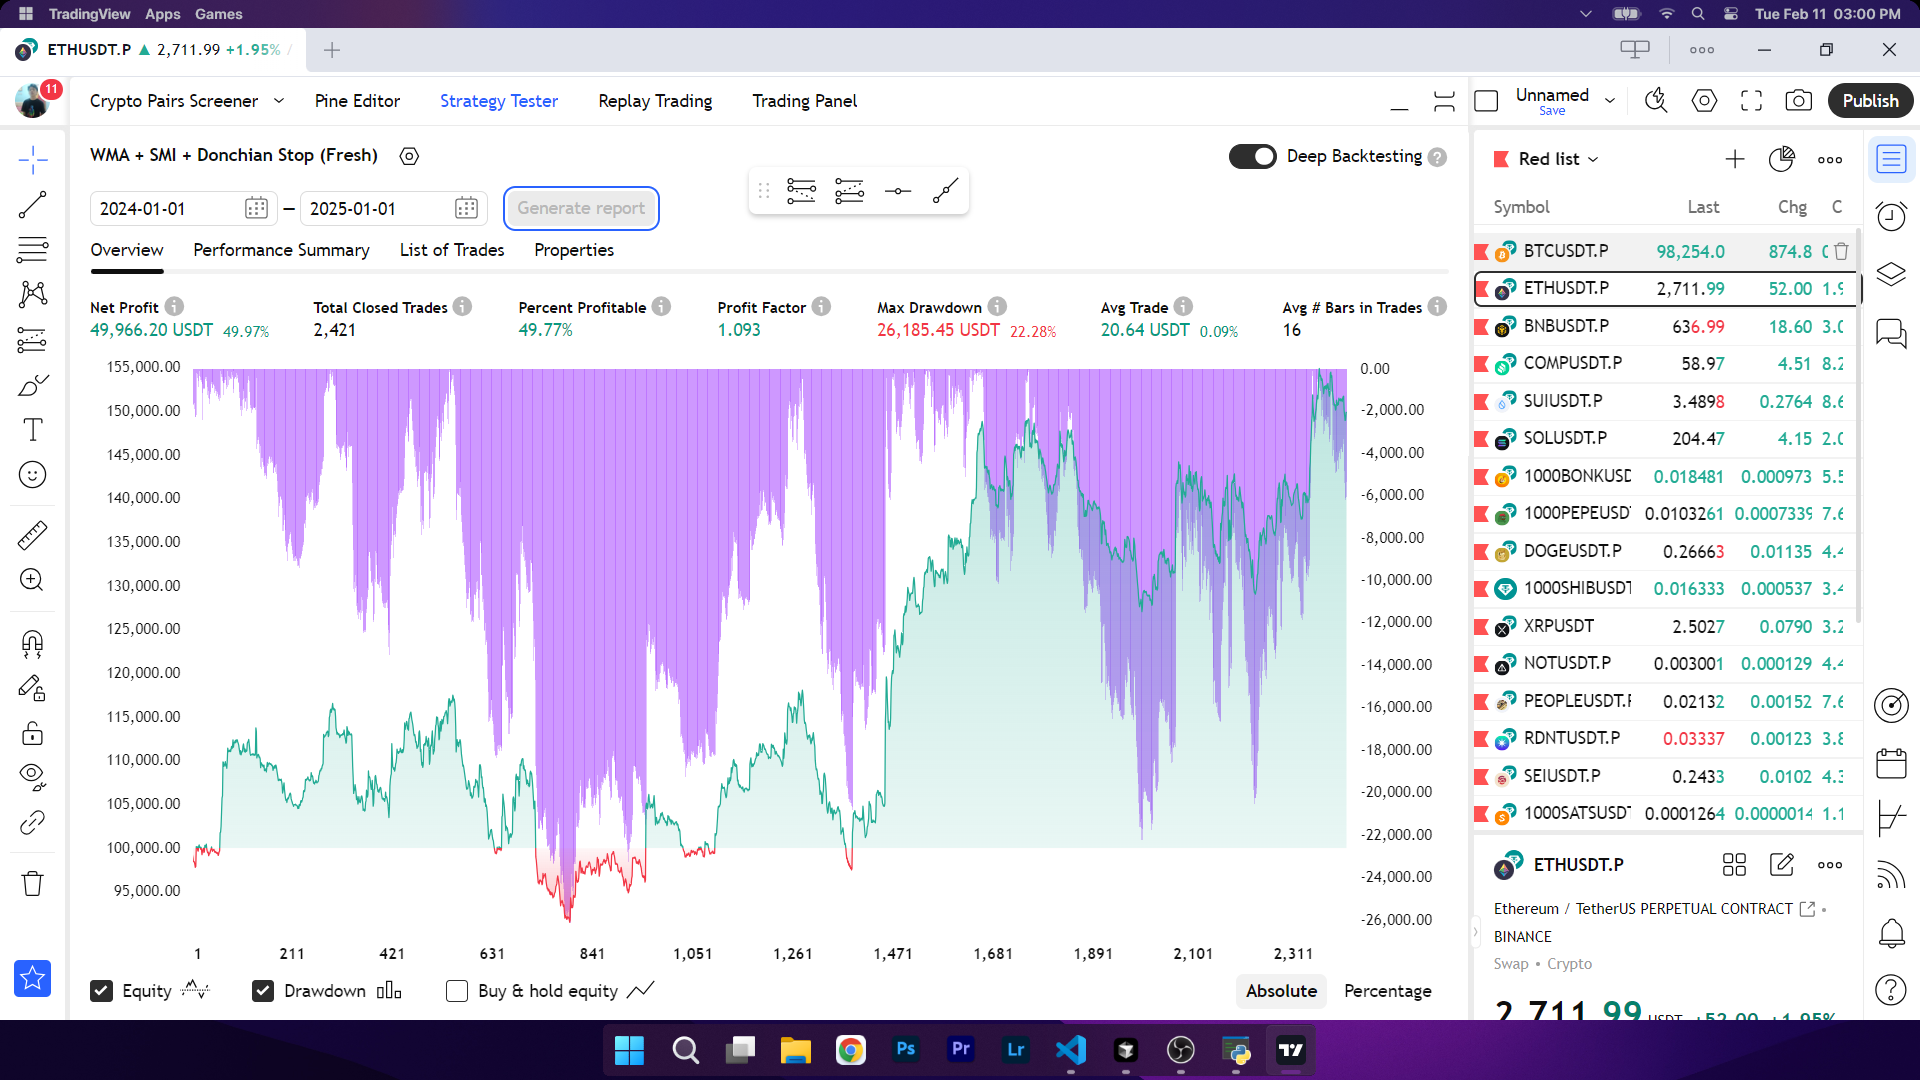 TradingView Apps Games
Tue Feb 11 03:00 PM
ETHUSDT.P ▲ 2,711.99 +1.95% /
11
Crypto Pairs Screener Pine Editor Strategy Tester Replay Trading Trading Panel
Unnamed
Save
Publish
WMA + SMI + Donchian Stop (Fresh)
Deep Backtesting
2024-01-01 — 2025-01-01 Generate report
Overview Performance Summary List of Trades Properties
Net Profit Total Closed Trades Percent Profitable Profit Factor Max Drawdown Avg Trade Avg # Bars in Trades
49,966.20 USDT 49.97% 2,421 49.77% 1.093 26,185.45 USDT 22.28% 20.64 USDT 0.09% 16
155,000.00
150,000.00
145,000.00
140,000.00
135,000.00
130,000.00
125,000.00
120,000.00
115,000.00
110,000.00
105,000.00
100,000.00
95,000.00
0.00
-2,000.00
-4,000.00
-6,000.00
-8,000.00
-10,000.00
-12,000.00
-14,000.00
-16,000.00
-18,000.00
-20,000.00
-22,000.00
-24,000.00
-26,000.00
1 211 421 631 841 1,051 1,261 1,471 1,681 1,891 2,101 2,311
Equity Drawdown Buy & hold equity Absolute Percentage
Red list
Symbol Last Chg C
BTCUSDT.P 98,254.0 874.8
ETHUSDT.P 2,711.99 52.00 1.9
BNBUSDT.P 636.99 18.60 3.0
COMPUSDT.P 58.97 4.51 8.2
SUIUSDT.P 3.4898 0.2764 8.6
SOLUSDT.P 204.47 4.15 2.0
1000BONKUSD 0.018481 0.000973 5.5
1000PEPEUSDT 0.0103261 0.0007339 7.6
DOGEUSDT.P 0.26663 0.01135 4.4
1000SHIBUSDT 0.016333 0.000537 3.4
XRPUSDT 2.5027 0.0790 3.2
NOTUSDT.P 0.003001 0.000129 4.4
PEOPLEUSDT.P 0.02132 0.00152 7.6
RDNTUSDT.P 0.03337 0.00123 3.8
SEIUSDT.P 0.2433 0.0102 4.3
1000SATSUSDT 0.0001264 0.0000014 1.1
ETHUSDT.P
Ethereum / TetherUS PERPETUAL CONTRACT •
BINANCE
Swap • Crypto
2,711.99 USDT +52.00 +1.95%
Ps Pr Lr